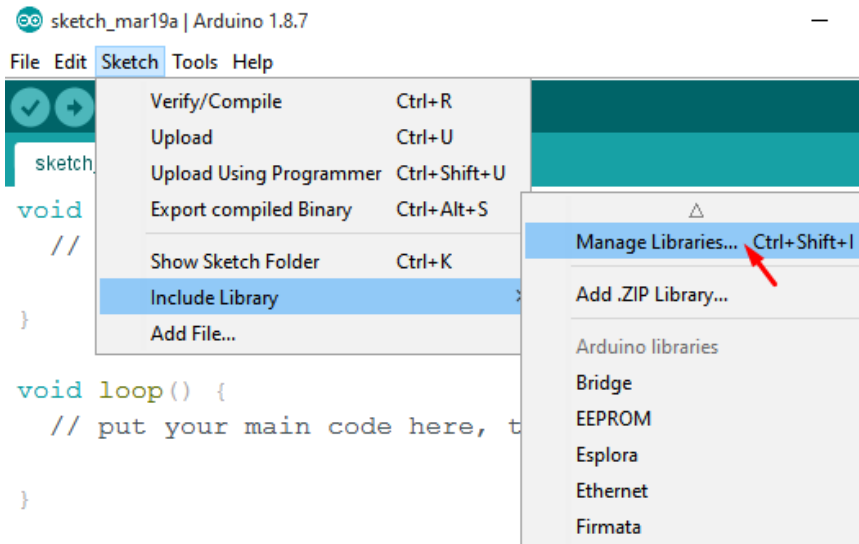 sketch_mar19a | Arduino 1.8.7
File Edit Sketch Tools Help
Verify/Compile Ctrl+R
Upload Ctrl+U
Upload Using Programmer Ctrl+Shift+U
Export compiled Binary Ctrl+Alt+S
Show Sketch Folder Ctrl+K
Include Library
Add File...
Manage Libraries... Ctrl+Shift+I
Add .ZIP Library...
Arduino libraries
Bridge
EEPROM
Esplora
Ethernet
Firmata
sketch_
void
//
}
void loop() {
// put your main code here, t
}